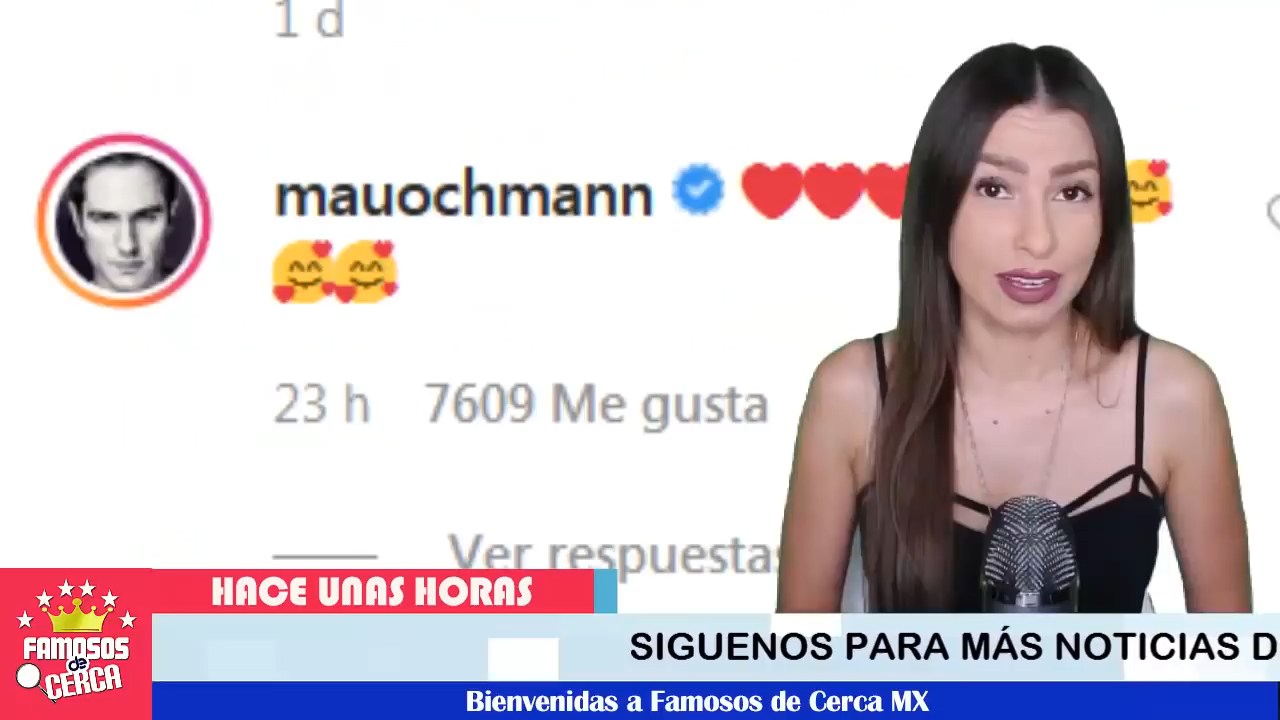 1 d
mauochmann
23 h 7609 Me gusta
Ver respuestas
HACE UNAS HORAS
FAMOSOS
de
CERCA
SIGUENOS PARA MÁS NOTICIAS D
Bienvenidas a Famosos de Cerca MX